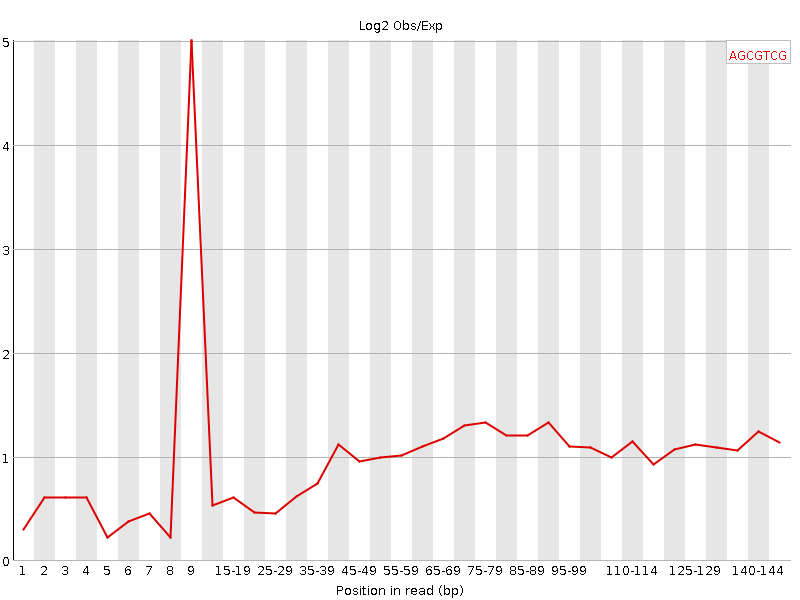 Log2 Obs/Exp
AGCGTCG
5
4
3
2
1
0
1 2 3 4 5 6 7 8 9 15-19 25-29 35-39 45-49 55-59 65-69 75-79 85-89 95-99 110-114 125-129 140-144
Position in read (bp)